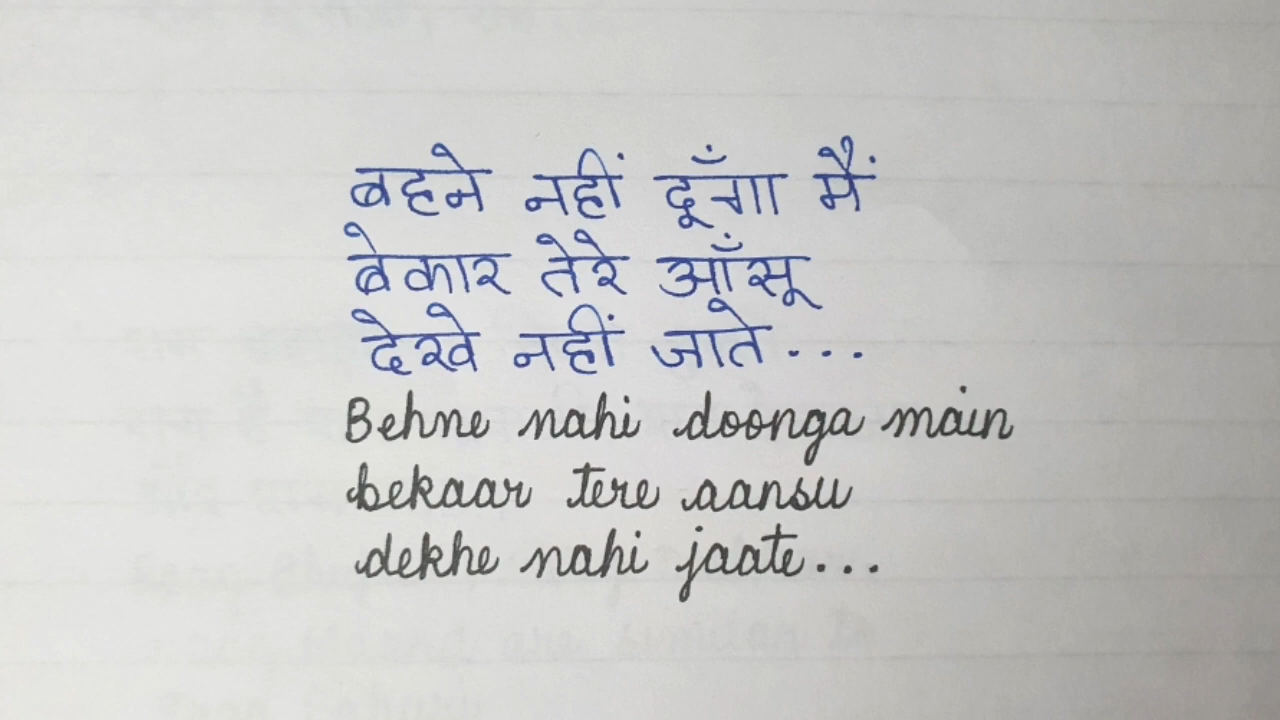 बहने नहीं दूँगा मैं
बेकार तेरे आँसू
देखे नहीं जाते...
Behne nahi doonga main
bekaar tere aansu
dekhe nahi jaate...